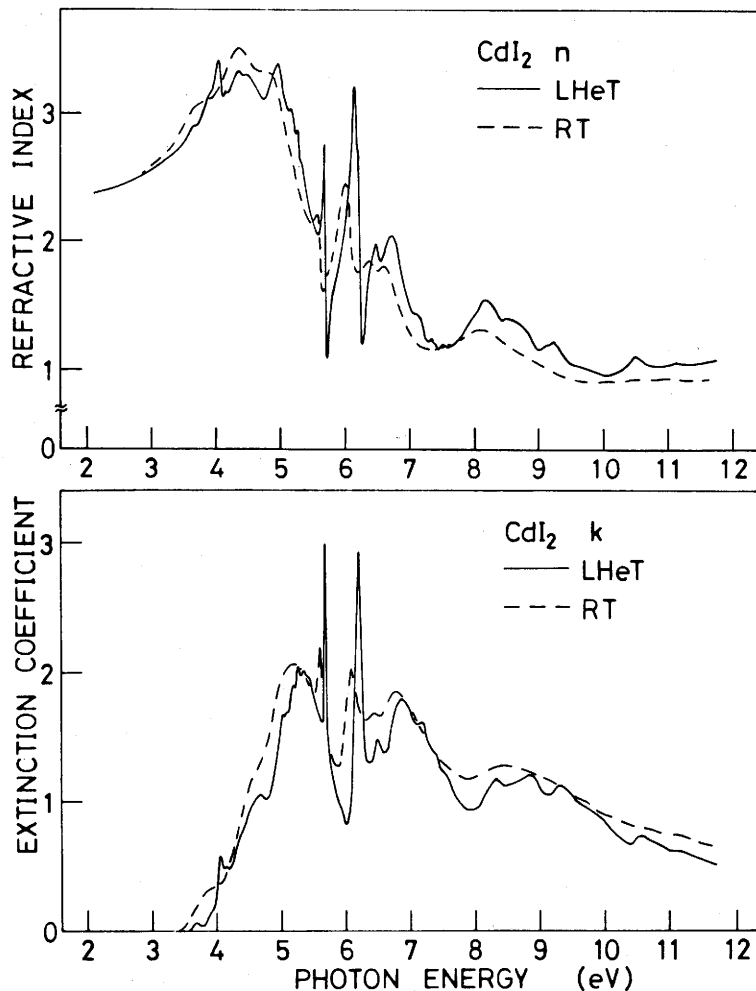 CdI₂ n
LHeT
RT
REFRACTIVE INDEX
3
2
1
0
2 3 4 5 6 7 8 9 10 11 12
CdI₂ k
LHeT
RT
EXTINCTION COEFFICIENT
3
2
1
0
2 3 4 5 6 7 8 9 10 11 12
PHOTON ENERGY (eV)